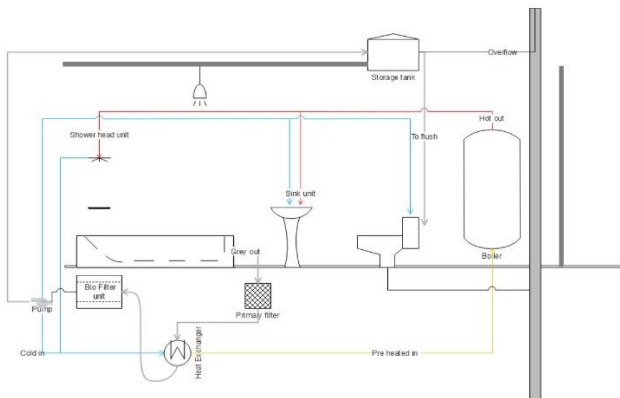 Overflow
Storage tank
Hot out
Shower head unit
To flush
Sink unit
Grey out
Boiler
Bio Filter
unit
Pump
Primary filter
Heat Exchanger
Cold in
Pre heated in